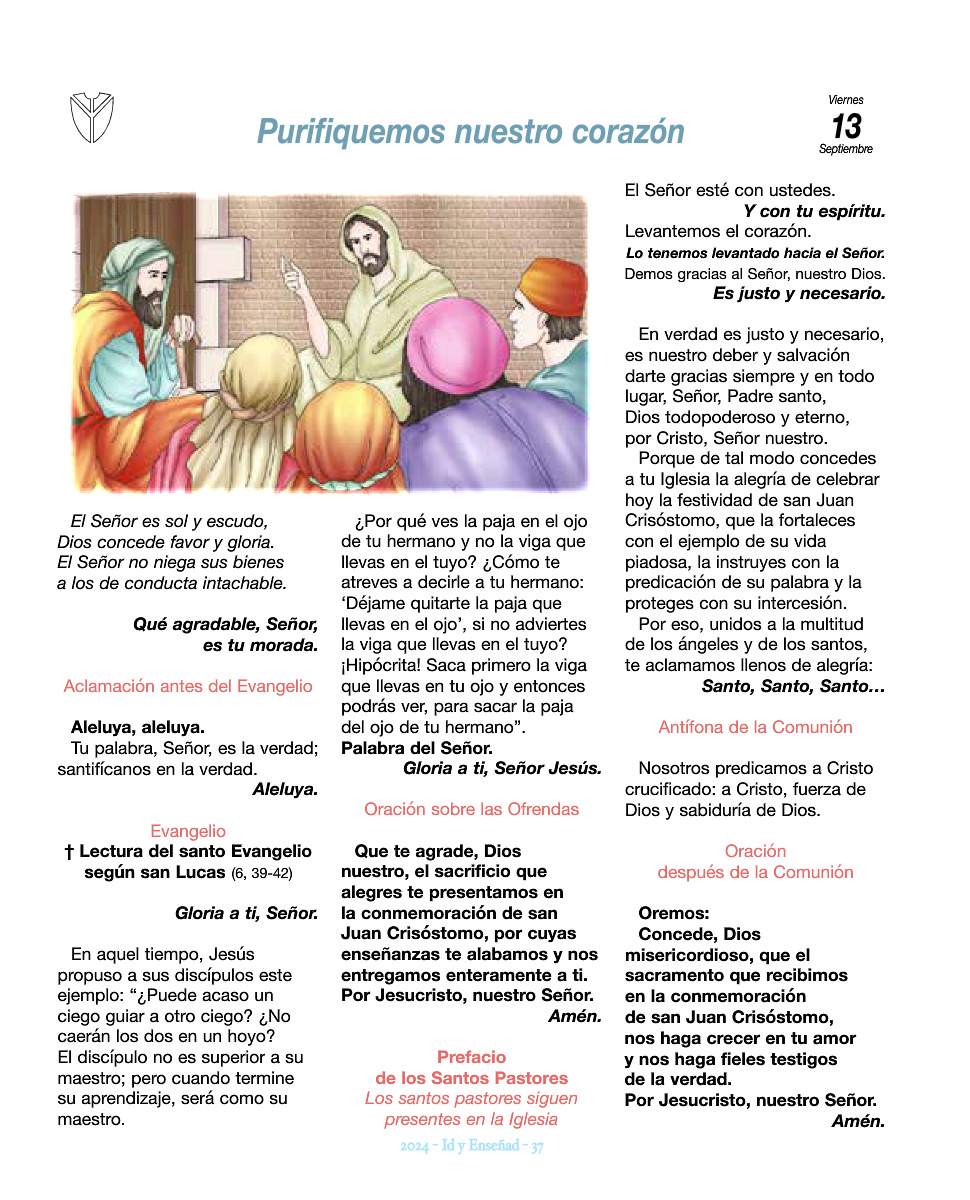 Purifiquemos nuestro corazón
Viernes
13
Septiembre
El Señor es sol y escudo,
Dios concede favor y gloria.
El Señor no niega sus bienes
a los de conducta intachable.
Qué agradable, Señor,
es tu morada.
Aclamación antes del Evangelio
Aleluya, aleluya.
Tu palabra, Señor, es la verdad;
santifícanos en la verdad.
Aleluya.
Evangelio
† Lectura del santo Evangelio
según san Lucas (6, 39-42)
Gloria a ti, Señor.
En aquel tiempo, Jesús
propuso a sus discípulos este
ejemplo: “¿Puede acaso un
ciego guiar a otro ciego? ¿No
caerán los dos en un hoyo?
El discípulo no es superior a su
maestro; pero cuando termine
su aprendizaje, será como su
maestro.
¿Por qué ves la paja en el ojo
de tu hermano y no la viga que
llevas en el tuyo? ¿Cómo te
atreves a decirle a tu hermano:
‘Déjame quitarte la paja que
llevas en el ojo’, si no adviertes
la viga que llevas en el tuyo?
¡Hipócrita! Saca primero la viga
que llevas en tu ojo y entonces
podrás ver, para sacar la paja
del ojo de tu hermano”.
Palabra del Señor.
Gloria a ti, Señor Jesús.
Oración sobre las Ofrendas
Que te agrade, Dios
nuestro, el sacrificio que
alegres te presentamos en
la conmemoración de san
Juan Crisóstomo, por cuyas
enseñanzas te alabamos y nos
entregamos enteramente a ti.
Por Jesucristo, nuestro Señor.
Amén.
Prefacio
de los Santos Pastores
Los santos pastores siguen
presentes en la Iglesia
El Señor esté con ustedes.
Y con tu espíritu.
Levantemos el corazón.
Lo tenemos levantado hacia el Señor.
Demos gracias al Señor, nuestro Dios.
Es justo y necesario.
En verdad es justo y necesario,
es nuestro deber y salvación
darte gracias siempre y en todo
lugar, Señor, Padre santo,
Dios todopoderoso y eterno,
por Cristo, Señor nuestro.
Porque de tal modo concedes
a tu Iglesia la alegría de celebrar
hoy la festividad de san Juan
Crisóstomo, que la fortaleces
con el ejemplo de su vida
piadosa, la instruyes con la
predicación de su palabra y la
proteges con su intercesión.
Por eso, unidos a la multitud
de los ángeles y de los santos,
te aclamamos llenos de alegría:
Santo, Santo, Santo…
Antífona de la Comunión
Nosotros predicamos a Cristo
crucificado: a Cristo, fuerza de
Dios y sabiduría de Dios.
Oración
después de la Comunión
Oremos:
Concede, Dios
misericordioso, que el
sacramento que recibimos
en la conmemoración
de san Juan Crisóstomo,
nos haga crecer en tu amor
y nos haga fieles testigos
de la verdad.
Por Jesucristo, nuestro Señor.
Amén.
2024 - Id y Enseñad - 37